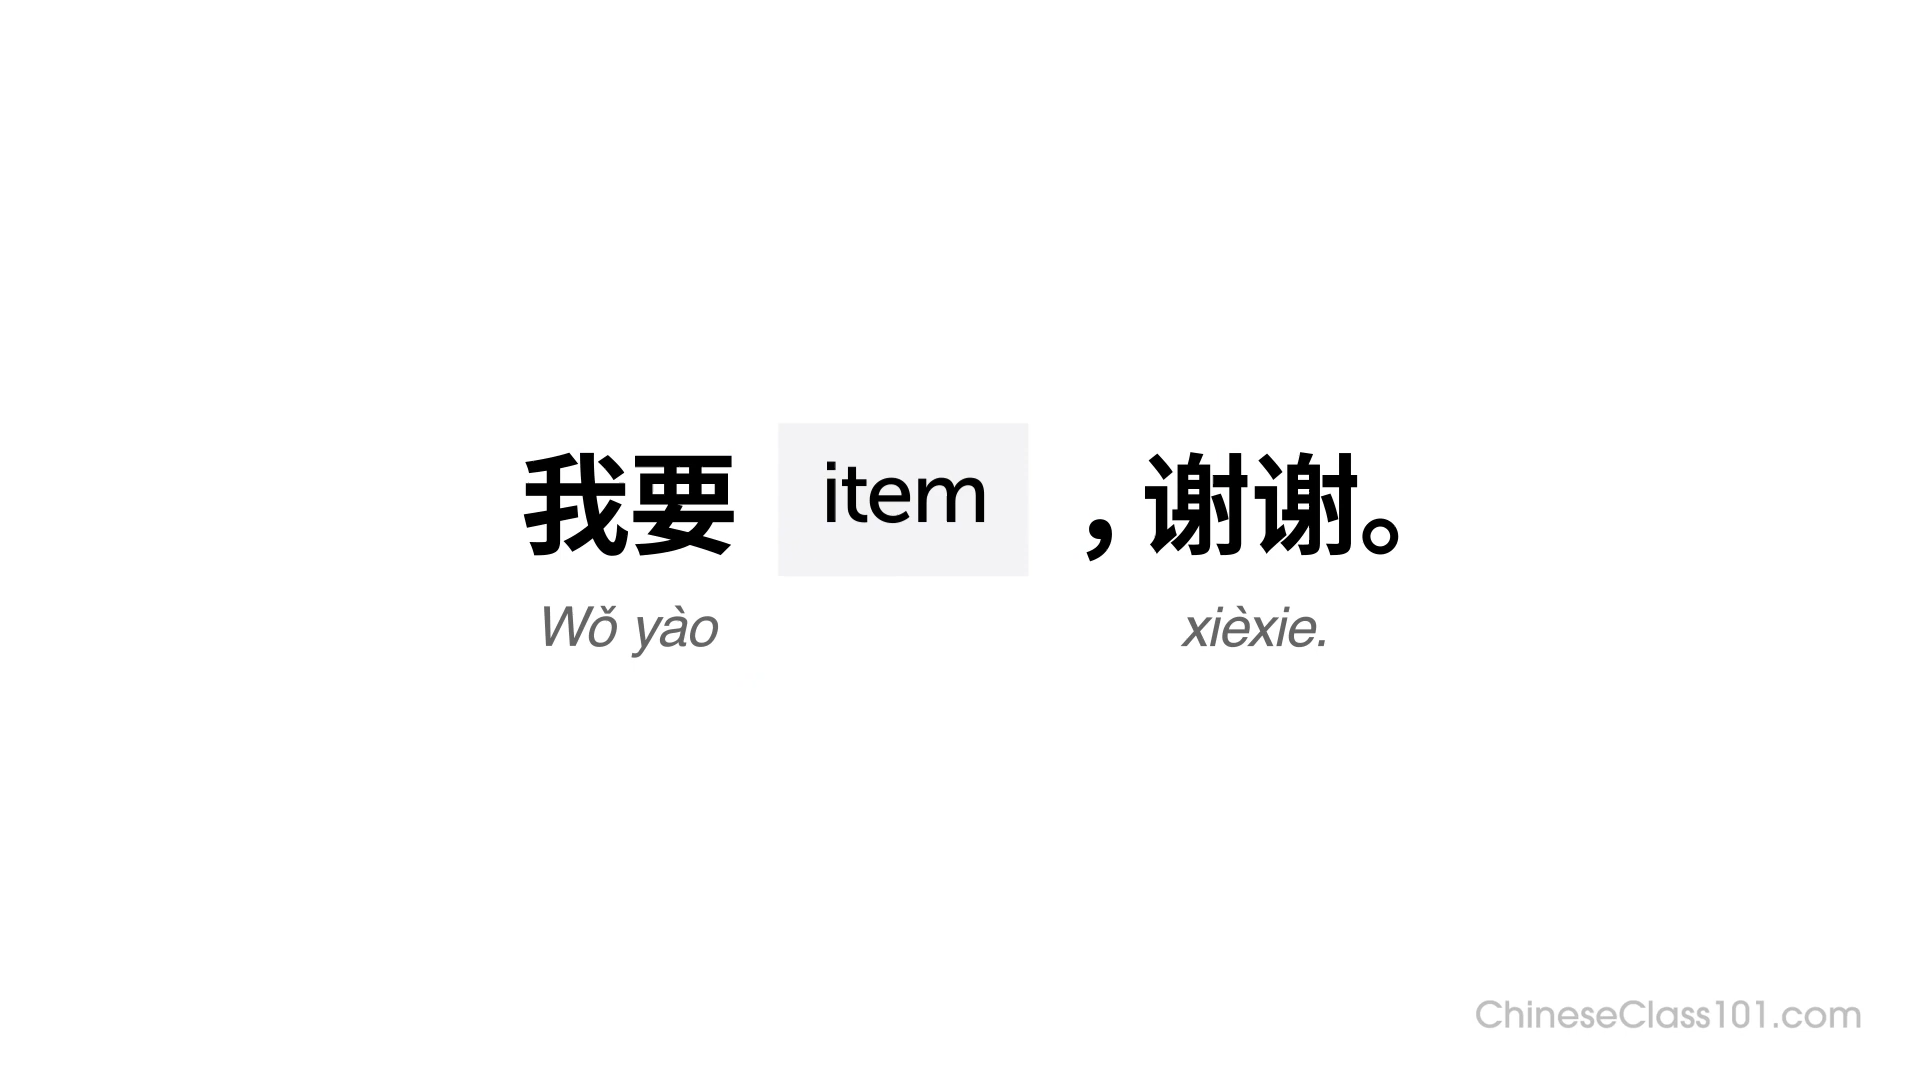 我要 item ，谢谢。
Wǒ yào xièxie.
ChineseClass101.com